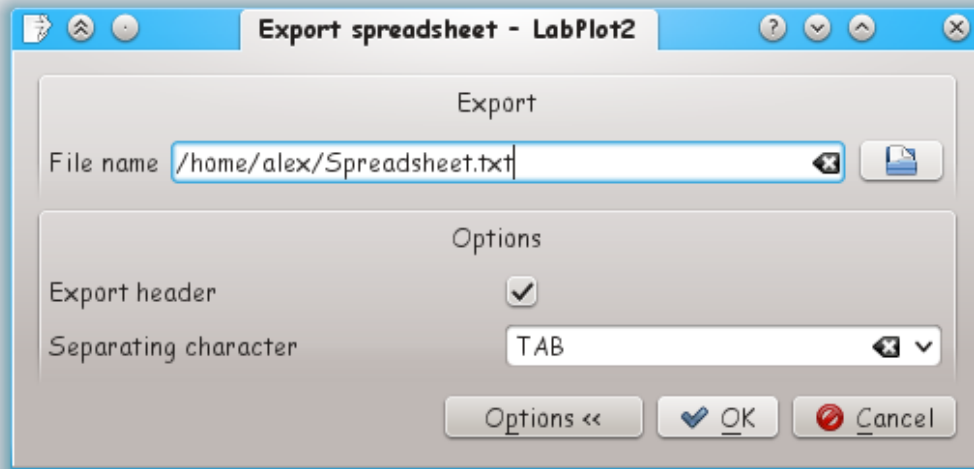 Export spreadsheet - LabPlot2
Export
File name /home/alex/Spreadsheet.txt
Options
Export header
Separating character TAB
Options << OK Cancel